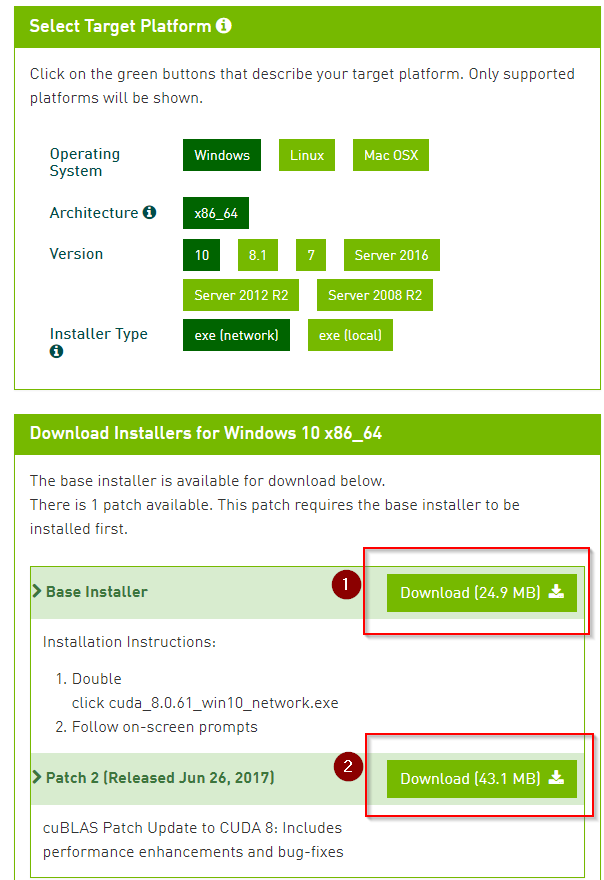 Select Target Platform
Click on the green buttons that describe your target platform. Only supported
platforms will be shown.
Operating
System
Windows
Linux
Mac OSX
Architecture
x86_64
Version
10
8.1
7
Server 2016
Server 2012 R2
Server 2008 R2
Installer Type
exe (network)
exe (local)
Download Installers for Windows 10 x86_64
The base installer is available for download below.
There is 1 patch available. This patch requires the base installer to be
installed first.
Base Installer
1
Download (24.9 MB)
Installation Instructions:
1. Double
click cuda_8.0.61_win10_network.exe
2. Follow on-screen prompts
Patch 2 (Released Jun 26, 2017)
2
Download (43.1 MB)
cuBLAS Patch Update to CUDA 8: Includes
performance enhancements and bug-fixes